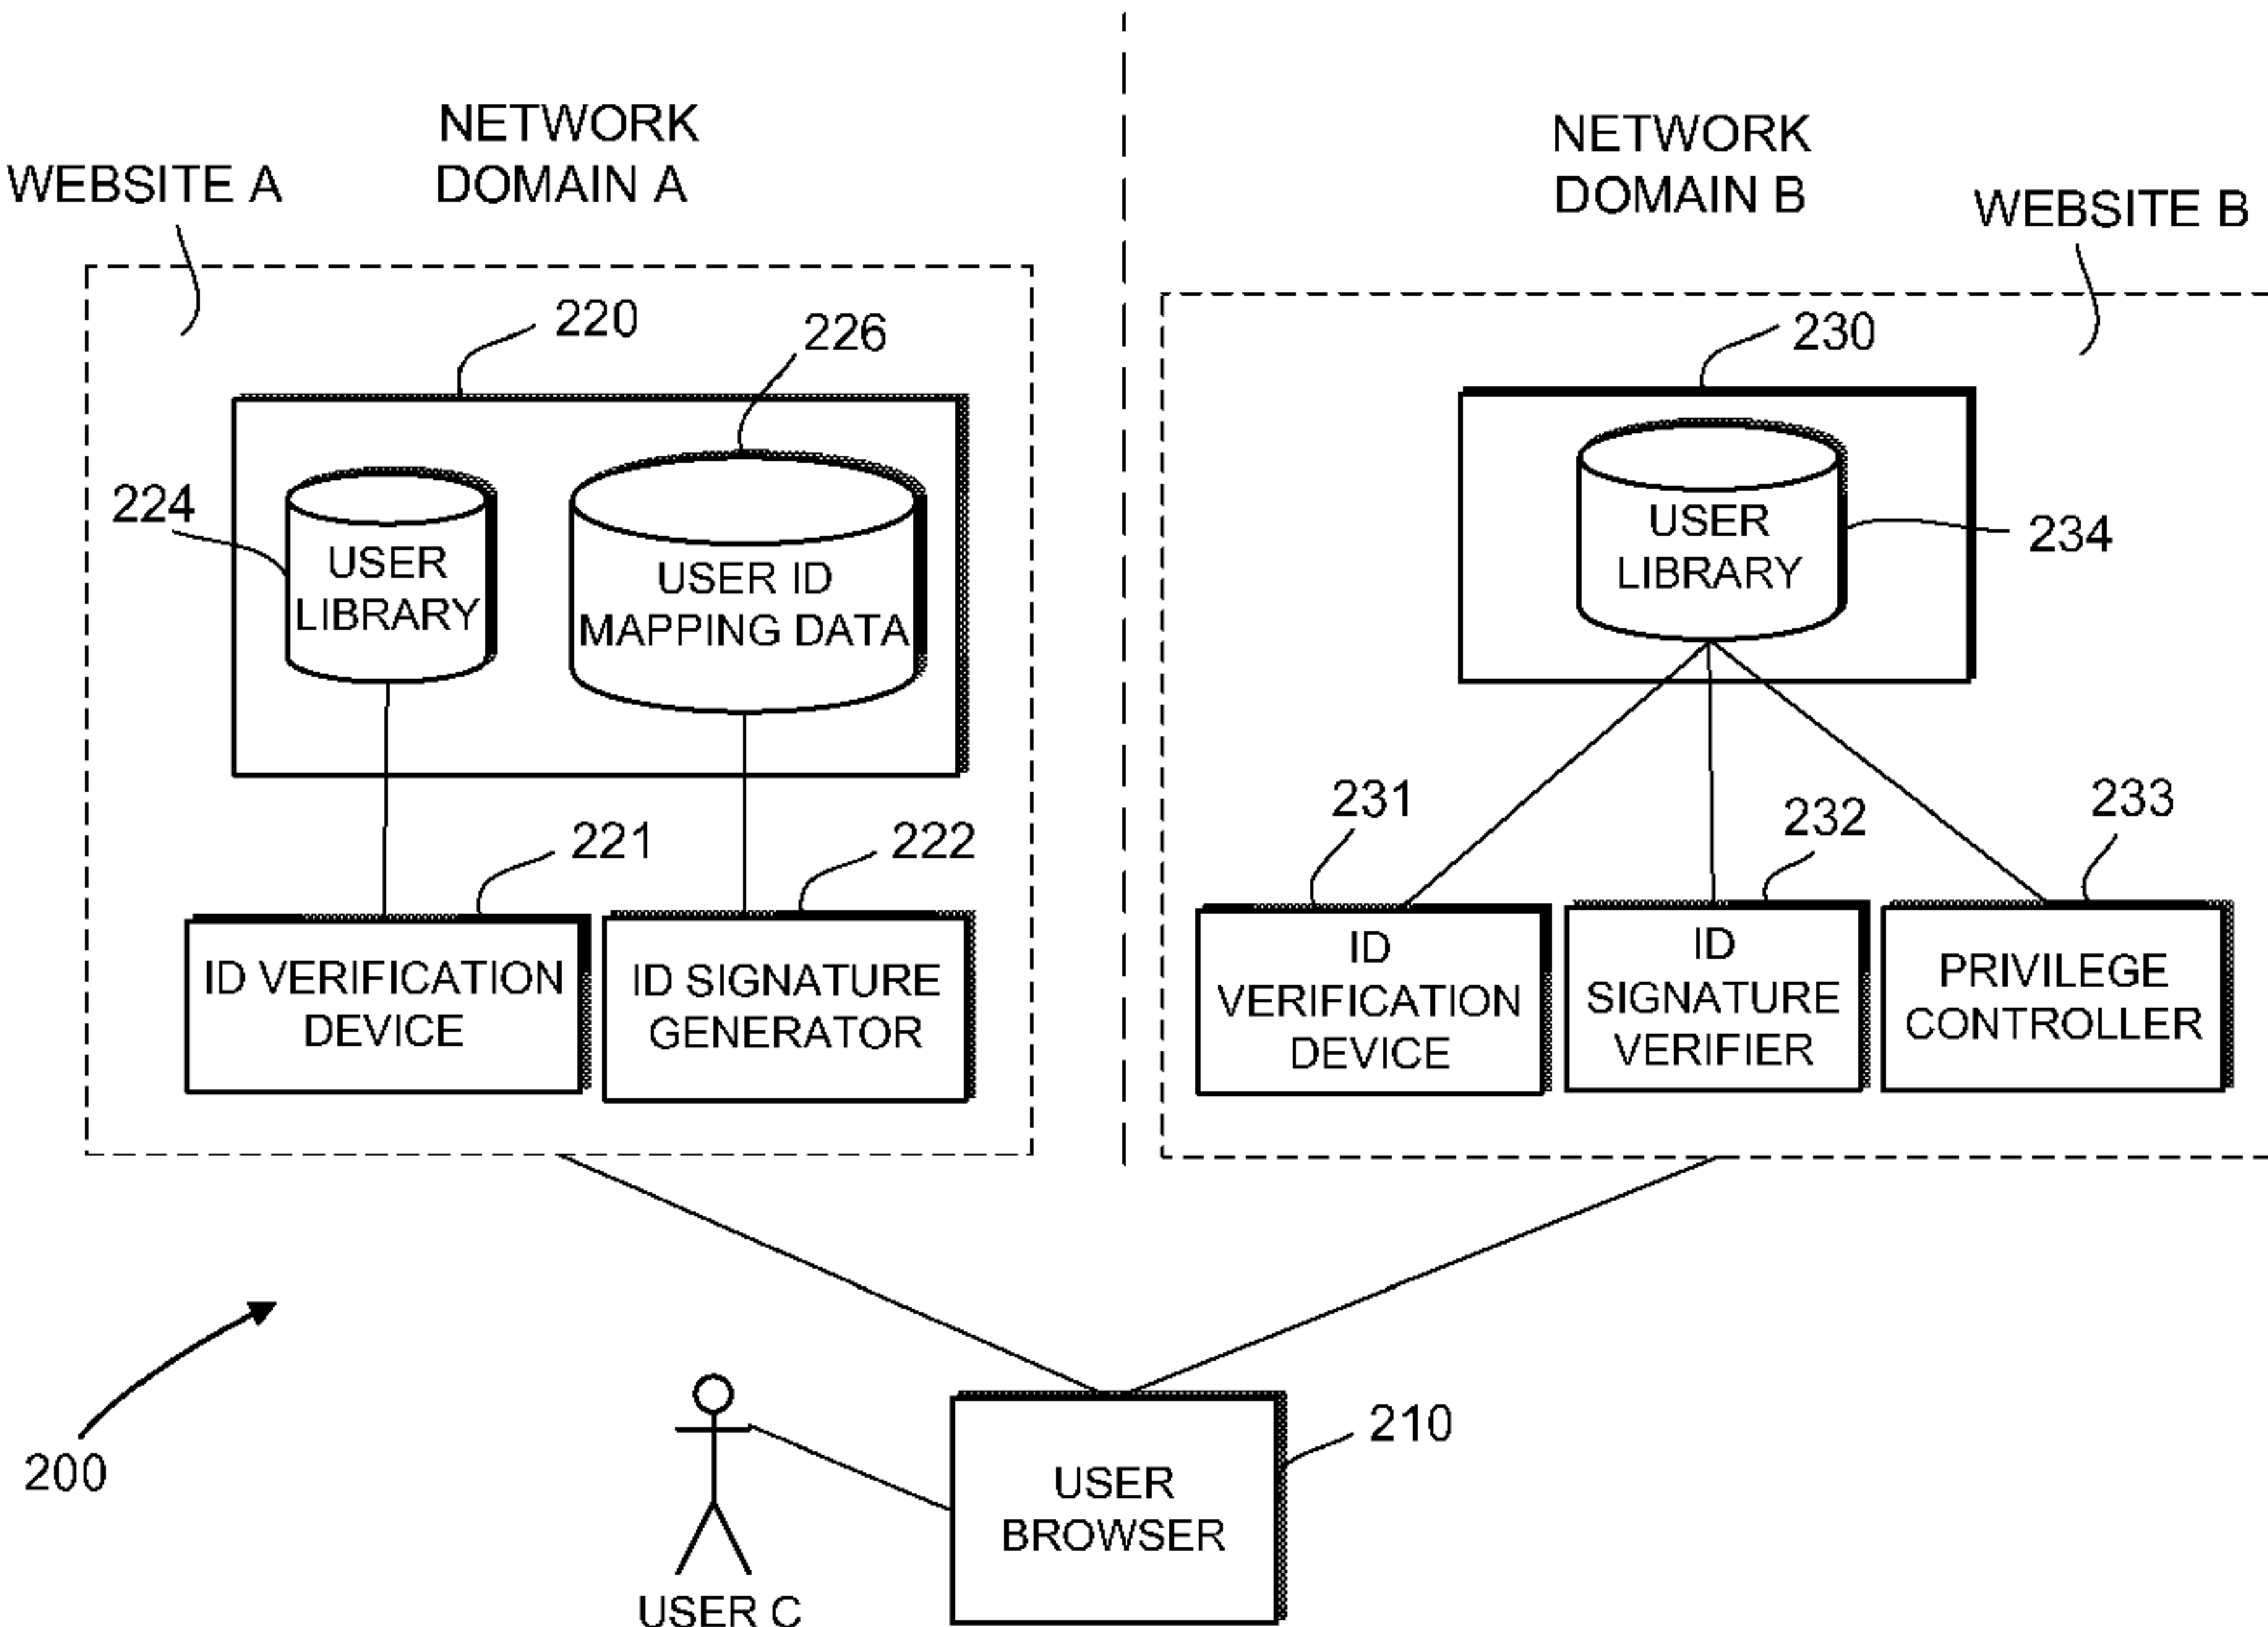 NETWORK
DOMAIN A
WEBSITE A
NETWORK
DOMAIN B
WEBSITE B
220
226
224
USER
LIBRARY
USER ID
MAPPING DATA
221
222
ID VERIFICATION
DEVICE
ID SIGNATURE
GENERATOR
230
USER
LIBRARY
234
231
232
233
ID
VERIFICATION
DEVICE
ID
SIGNATURE
VERIFIER
PRIVILEGE
CONTROLLER
200
USER C
USER
BROWSER
210